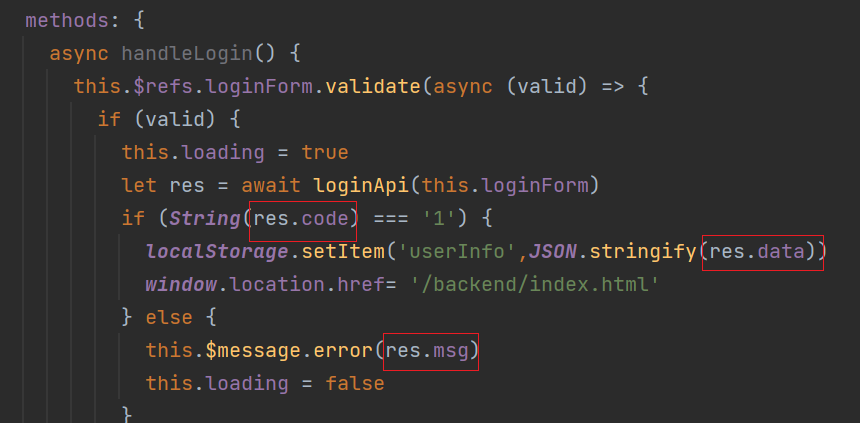 methods: {
async handleLogin() {
this.$refs.loginForm.validate(async (valid) => {
if (valid) {
this.loading = true
let res = await loginApi(this.loginForm)
if (String(res.code) === '1') {
localStorage.setItem('userInfo',JSON.stringify(res.data))
window.location.href= '/backend/index.html'
} else {
this.$message.error(res.msg)
this.loading = false
}